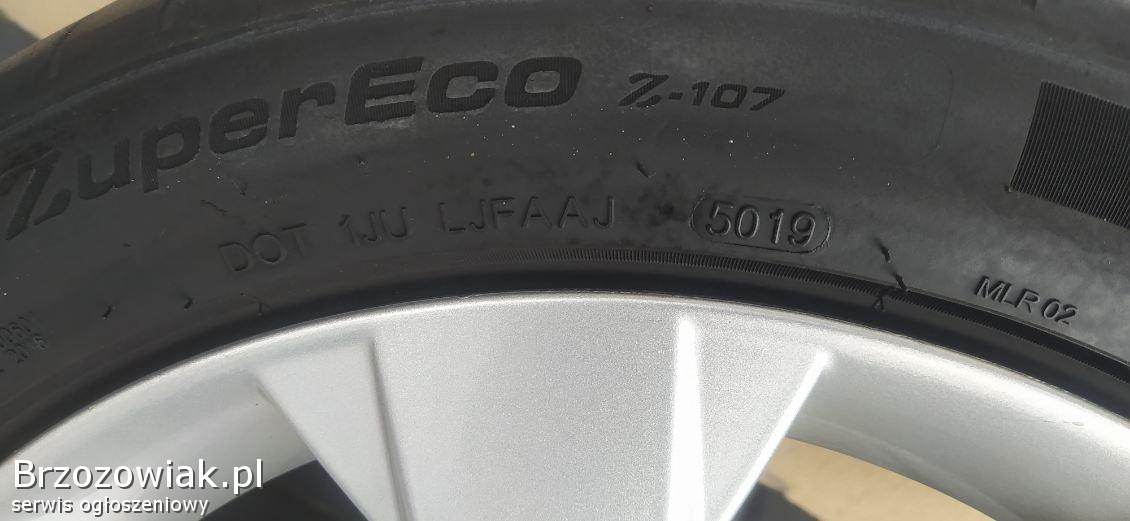 ZuperEco Z-107
DOT 1JU LJFAAJ 5019
MLR 02
Brzozowiak.pl
serwis ogłoszeniowy